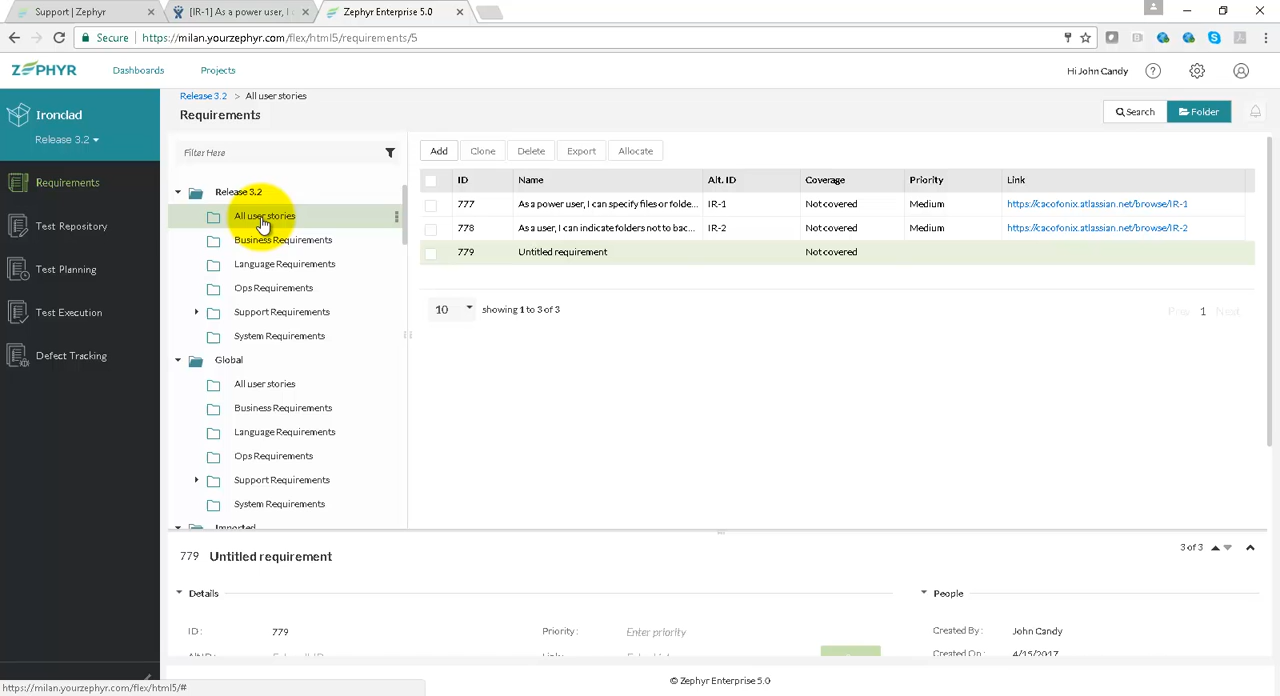 Support | Zephyr
[IR-1] As a power user, I c
Zephyr Enterprise 5.0
Secure
https://milan.yourzephyr.com/flex/html5/requirements/5
ZEPHYR
Dashboards
Projects
Hi John Candy
Ironclad
Release 3.2
Requirements
Test Repository
Test Planning
Test Execution
Defect Tracking
Release 3.2 > All user stories
Requirements
Search
Folder
Filter Here
Release 3.2
All user stories
Business Requirements
Language Requirements
Ops Requirements
Support Requirements
System Requirements
Global
All user stories
Business Requirements
Language Requirements
Ops Requirements
Support Requirements
System Requirements
Imported
Add Clone Delete Export Allocate
ID Name Alt. ID Coverage Priority Link
777 As a power user, I can specify files or folde... IR-1 Not covered Medium https://cacofonix.atlassian.net/browse/IR-1
778 As a user, I can indicate folders not to bac... IR-2 Not covered Medium https://cacofonix.atlassian.net/browse/IR-2
779 Untitled requirement Not covered
10 showing 1 to 3 of 3
Prev 1 Next
779 Untitled requirement
3 of 3
Details
People
ID : 779 Priority : Enter priority
Created By : John Candy
Created On : 4/15/2017
https://milan.yourzephyr.com/flex/html5/#
© Zephyr Enterprise 5.0